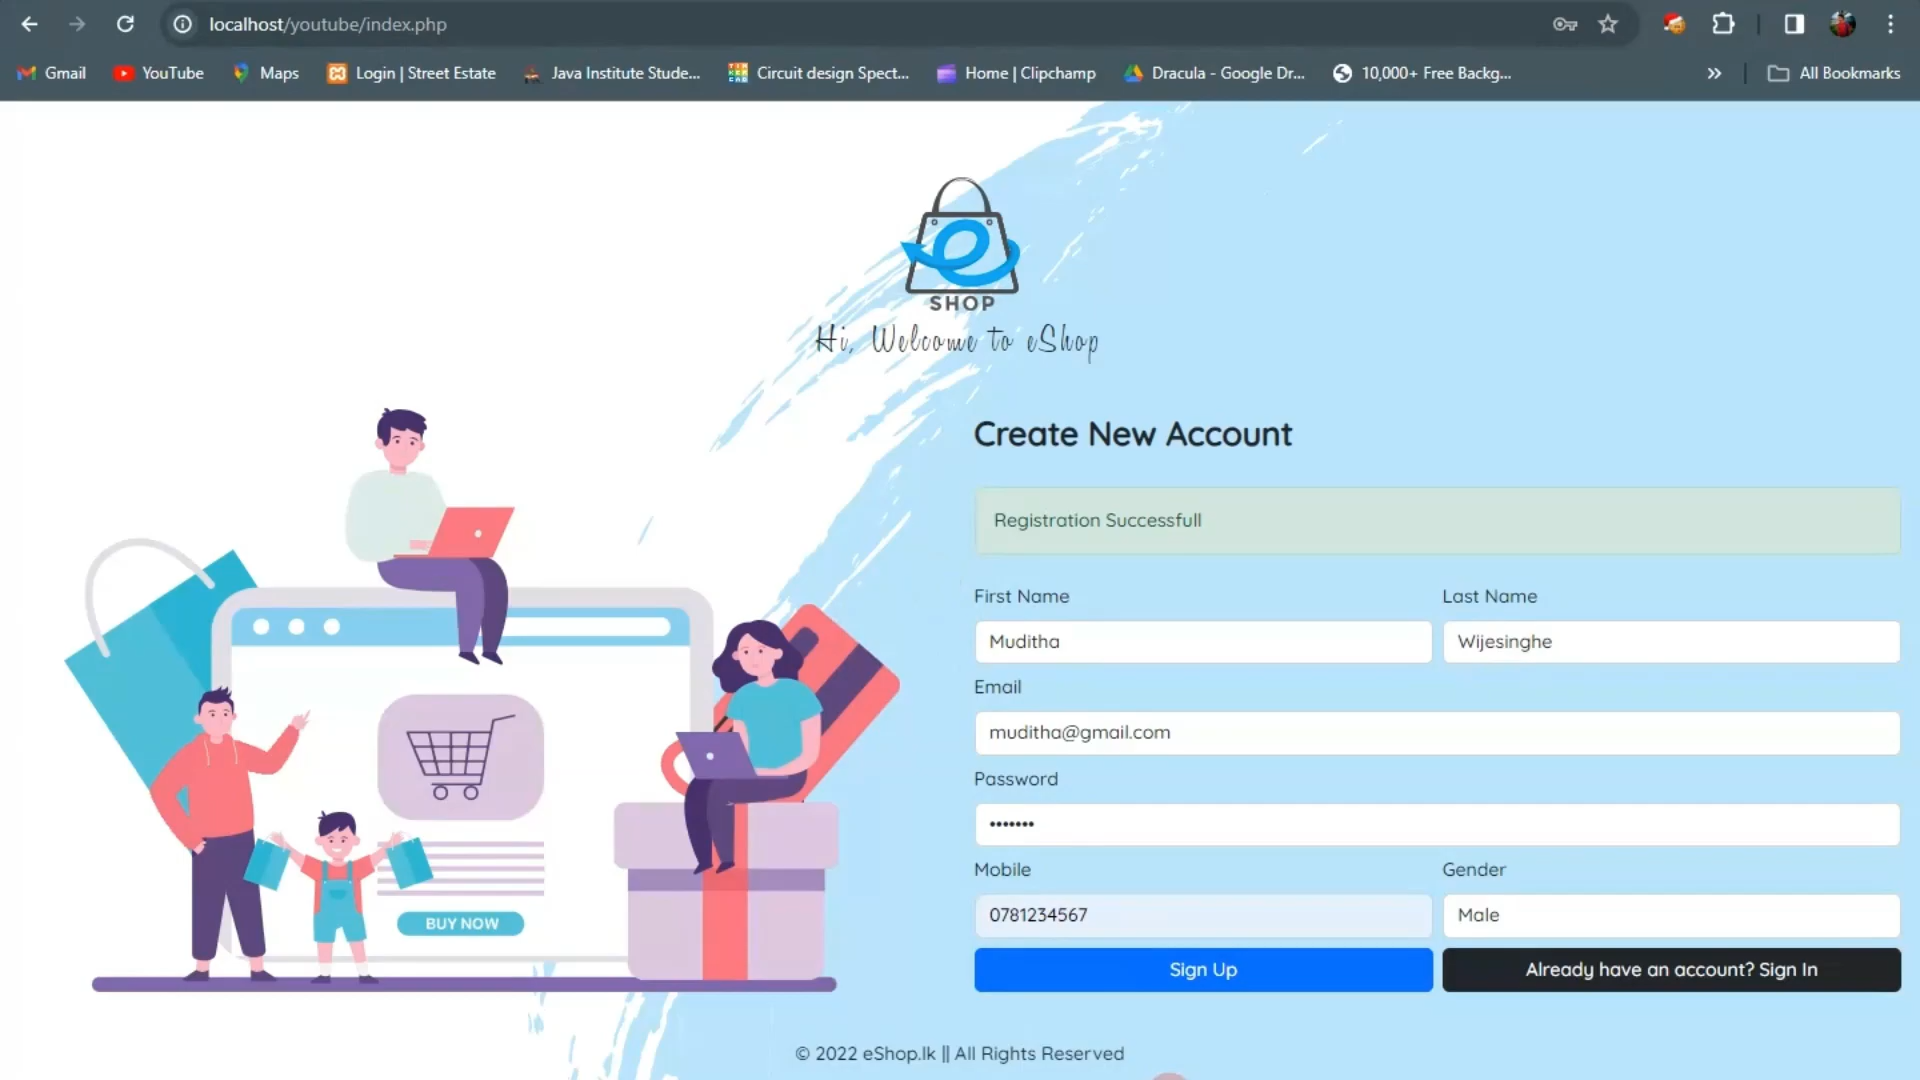 localhost/youtube/index.php
Gmail YouTube Maps Login | Street Estate Java Institute Stude... Circuit design Spect... Home | Clipchamp Dracula - Google Dr... 10,000+ Free Backg... » All Bookmarks
SHOP
Hi, Welcome to eShop
Create New Account
Registration Successfull
First Name Last Name
Muditha Wijesinghe
Email
muditha@gmail.com
Password
•••••••
Mobile Gender
0781234567 Male
Sign Up Already have an account? Sign In
BUY NOW
© 2022 eShop.lk || All Rights Reserved